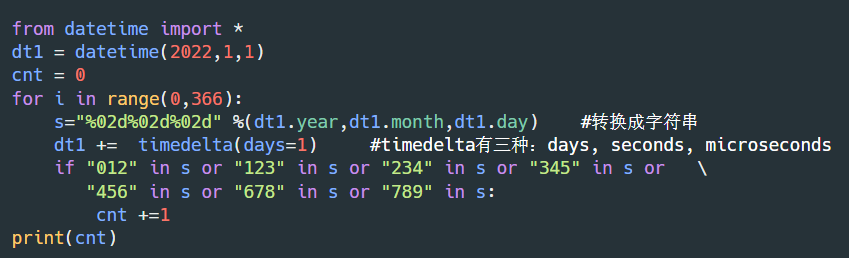 from datetime import *
dt1 = datetime(2022,1,1)
cnt = 0
for i in range(0,366):
    s="%02d%02d%02d" %(dt1.year,dt1.month,dt1.day)    #转换成字符串
    dt1 +=  timedelta(days=1)     #timedelta有三种：days, seconds, microseconds
    if "012" in s or "123" in s or "234" in s or "345" in s or   \
       "456" in s or "678" in s or "789" in s:
        cnt +=1
print(cnt)